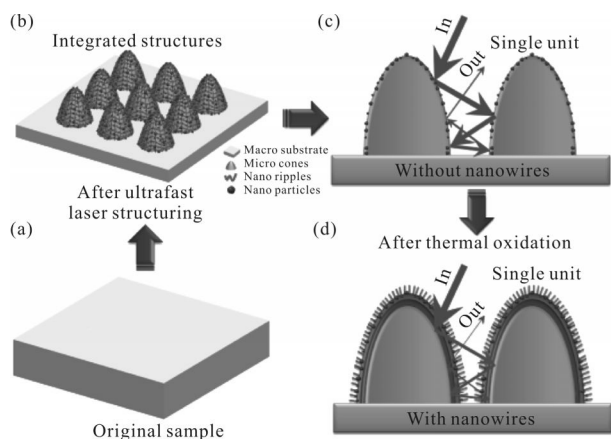 (b)
Integrated structures
Macro substrate
Micro cones
Nano ripples
Nano particles
After ultrafast
laser structuring
(a)
Original sample
(c)
In
Out
Single unit
Without nanowires
After thermal oxidation
(d)
In
Out
Single unit
With nanowires